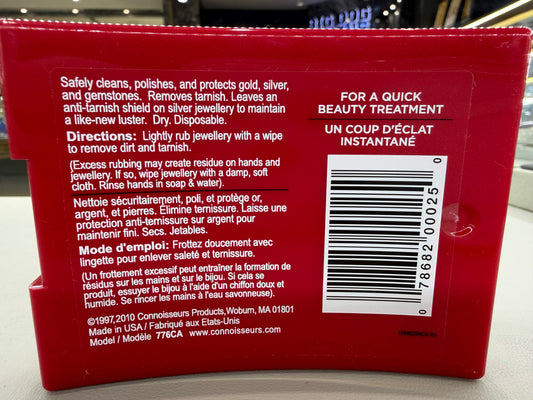 Safely cleans, polishes, and protects gold, silver,
and gemstones. Removes tarnish. Leaves an
anti-tarnish shield on silver jewellery to maintain
a like-new luster. Dry. Disposable.
Directions: Lightly rub jewellery with a wipe
to remove dirt and tarnish.
(Excess rubbing may create residue on hands and
jewellery. If so, wipe jewellery with a damp, soft
cloth. Rinse hands in soap & water).
Nettoie sécuritairement, poli, et protège or,
argent, et pierres. Élimine ternissure. Laisse une
protection anti-ternissure sur argent pour
maintenir fini. Secs. Jetables.
Mode d'emploi: Frottez doucement avec
lingette pour enlever saleté et ternissure.
(Un frottement excessif peut entraîner la formation de
résidus sur les mains et sur le bijou. Si cela se
produit, essuyer le bijou à l'aide d'un chiffon doux et
humide. Se rincer les mains à l'eau savonneuse).
©1997,2010 Connoisseurs Products,Woburn, MA 01801
Made in USA / Fabriqué aux Etats-Unis
Model / Modèle 776CA www.connoisseurs.com
FOR A QUICK
BEAUTY TREATMENT
UN COUP D'ÉCLAT
INSTANTANÉ
0 78682 00025 0